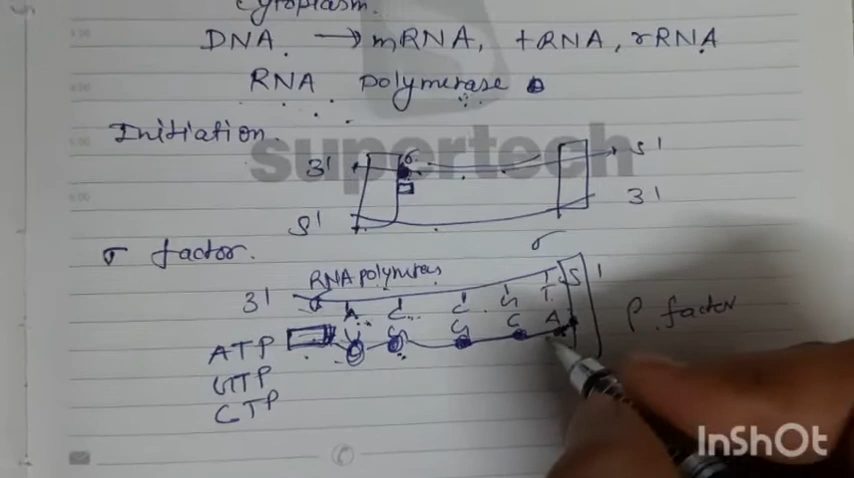 Cytoplasm.
DNA → mRNA, tRNA, rRNA
RNA polymerase
Initiation.
supertech
3' σ 5'
5' 3'
σ factor.
σ
RNA polymeras
3' 5'
A C C G T T
U G G C A
ρ. factor
ATP
UTP
CTP
InShOt